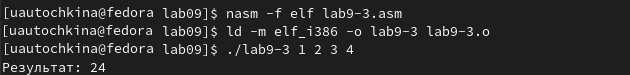 [uautochkina@fedora lab09]$ nasm -f elf lab9-3.asm
[uautochkina@fedora lab09]$ ld -m elf_i386 -o lab9-3 lab9-3.o
[uautochkina@fedora lab09]$ ./lab9-3 1 2 3 4
Результат: 24